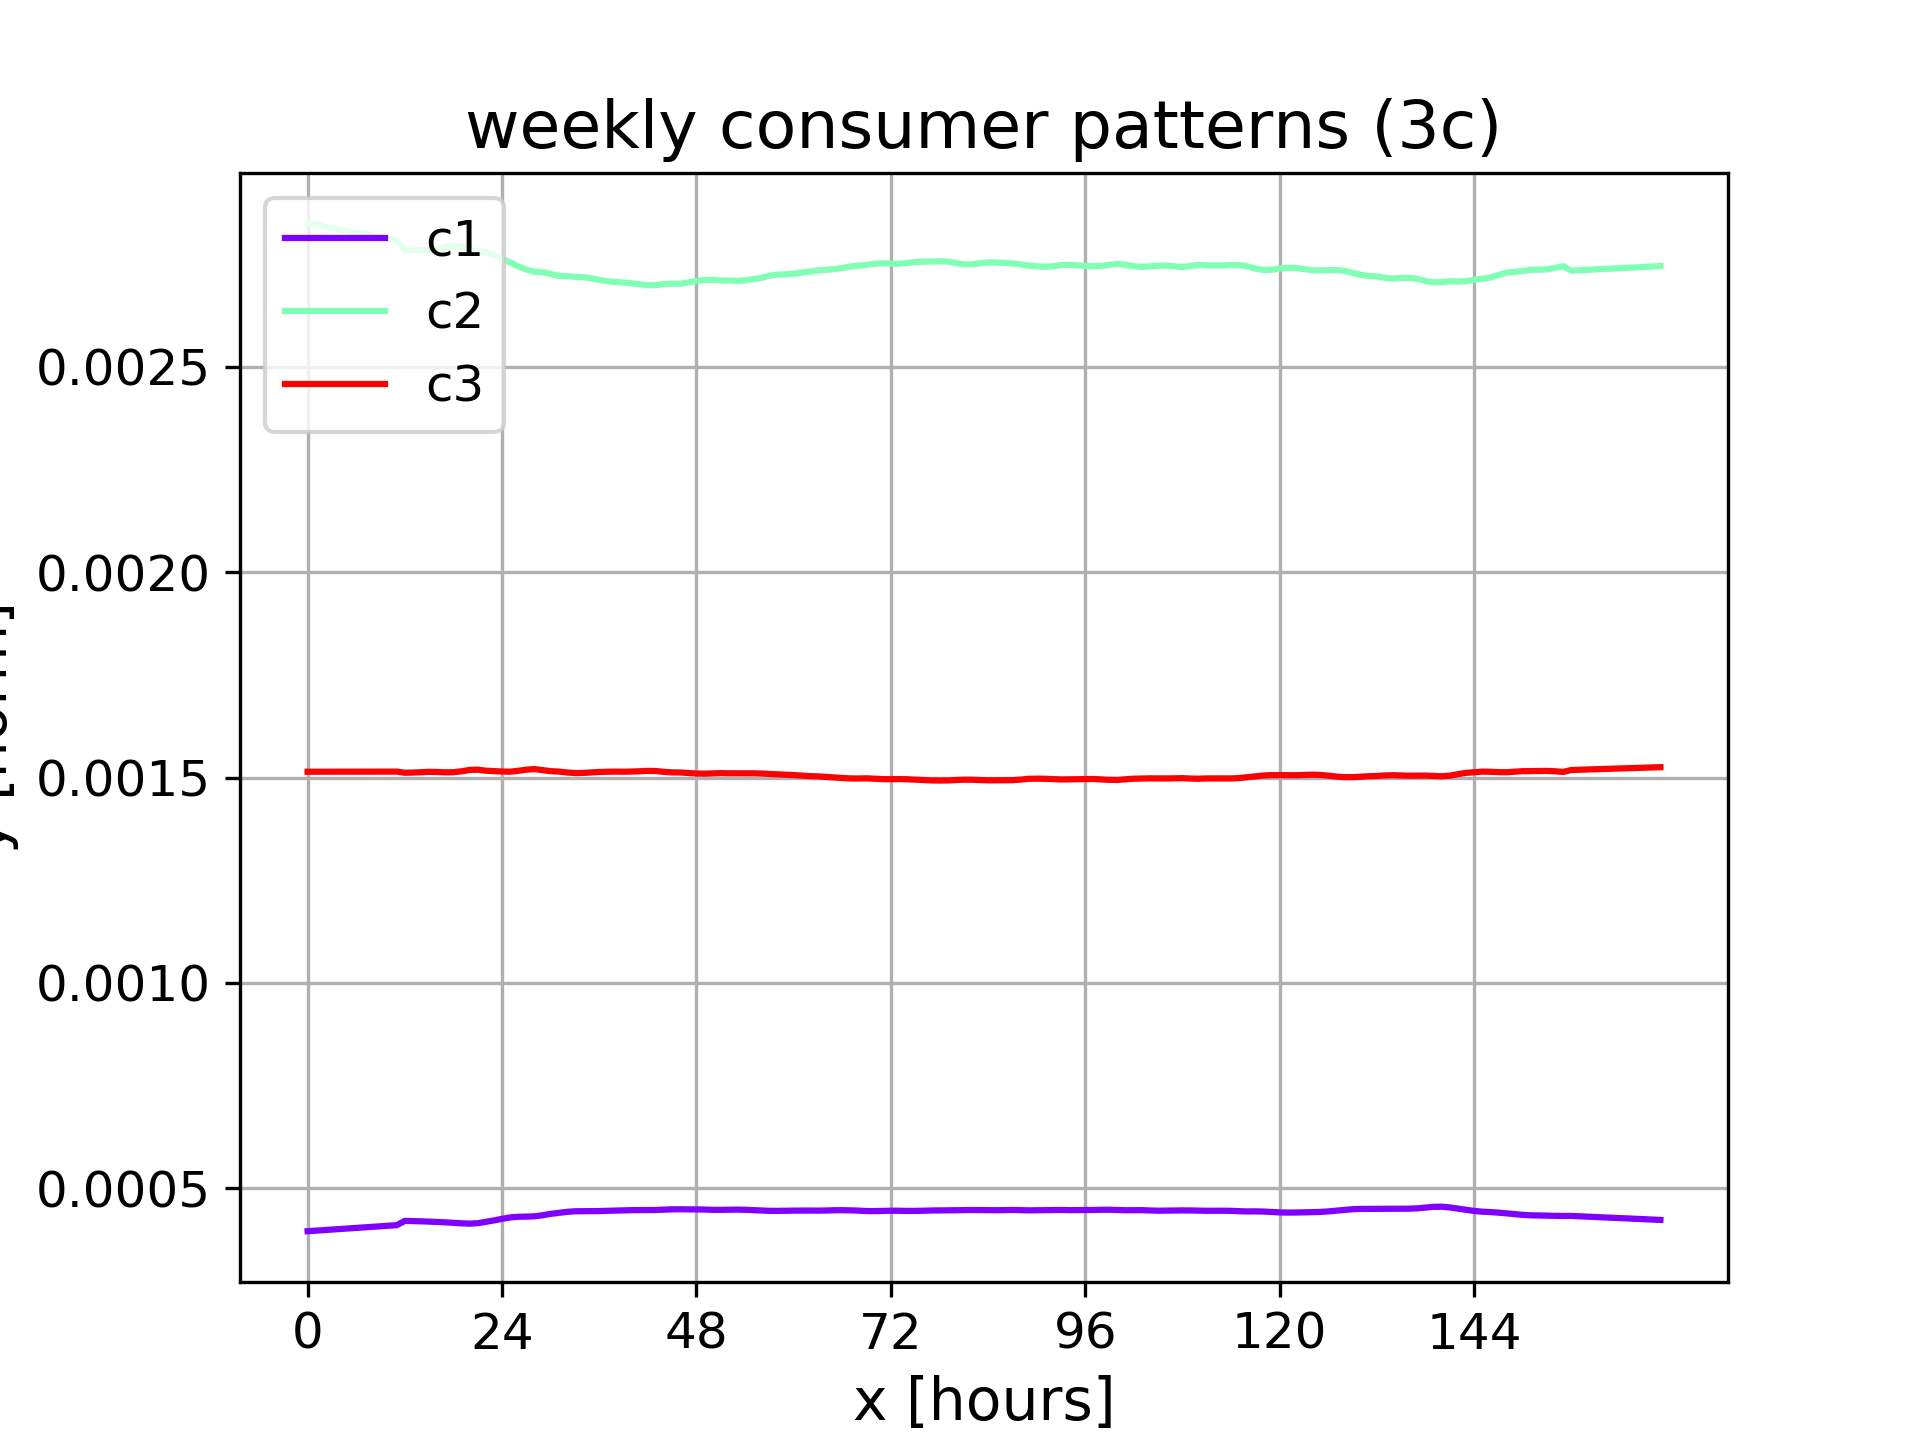 weekly consumer patterns (3c)
c1
c2
c3
0.0025
0.0020
0.0015
0.0010
0.0005
0 24 48 72 96 120 144
x [hours]